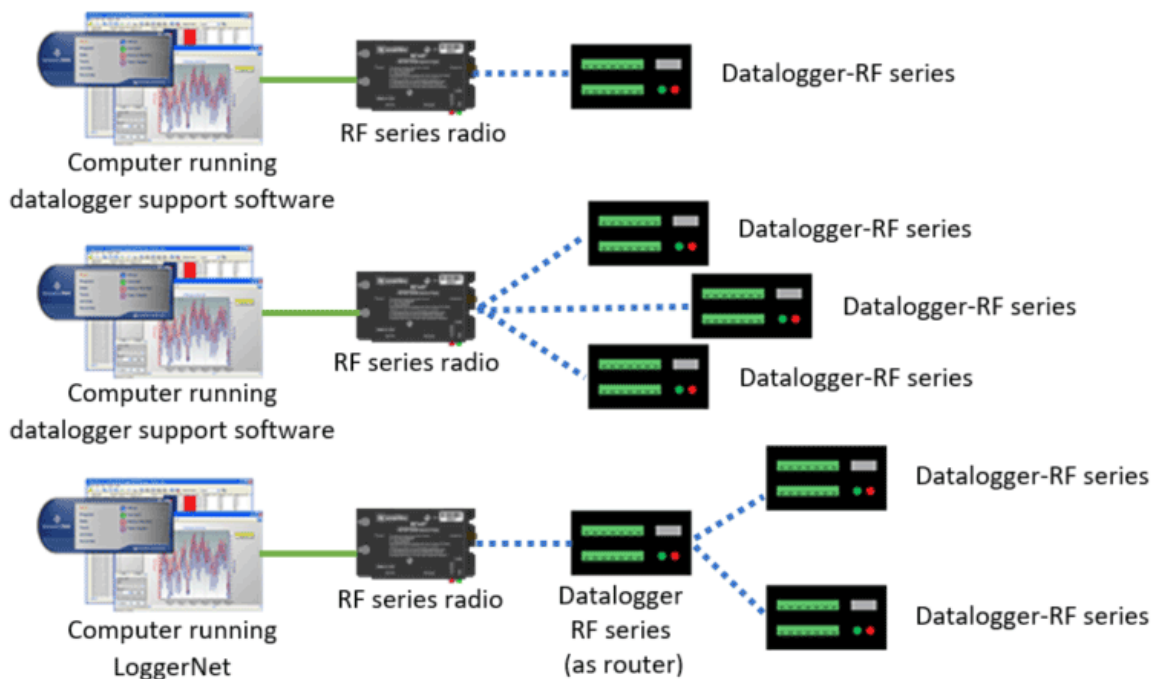 Datalogger-RF series
RF series radio
Computer running
datalogger support software
Datalogger-RF series
Datalogger-RF series
Datalogger-RF series
RF series radio
Computer running
datalogger support software
Datalogger-RF series
Datalogger-RF series
RF series radio
Datalogger
RF series
(as router)
Computer running
LoggerNet